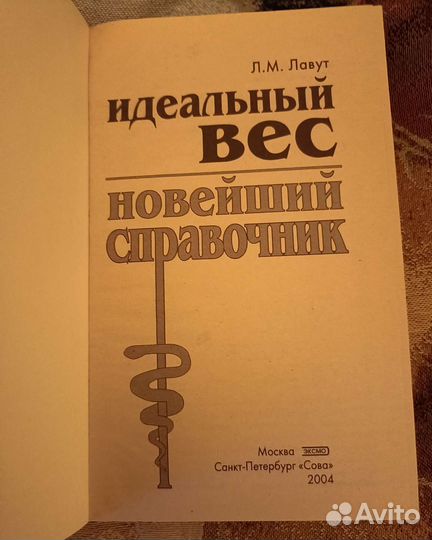 Л.М. Лавут
идеальный
вес
новейший
справочник
Москва ЭКСМО
Санкт-Петербург «Сова»
2004
Avito